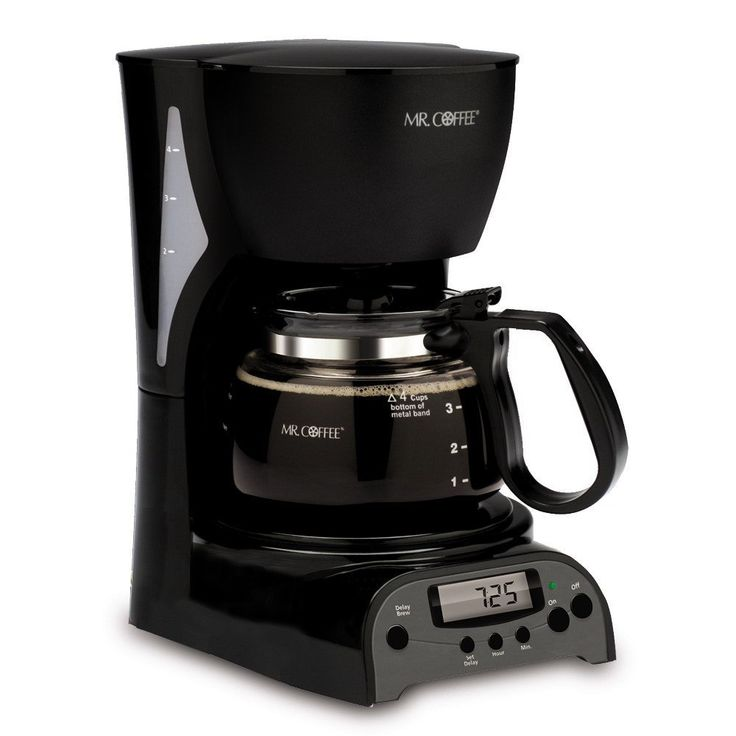 MR. COFFEE®
4
3
2
△ 4 Cups
bottom of
metal band
3
2
1
MR. COFFEE
7:25
Delay
Brew
Set
Delay
Hour
Min.
On
Off